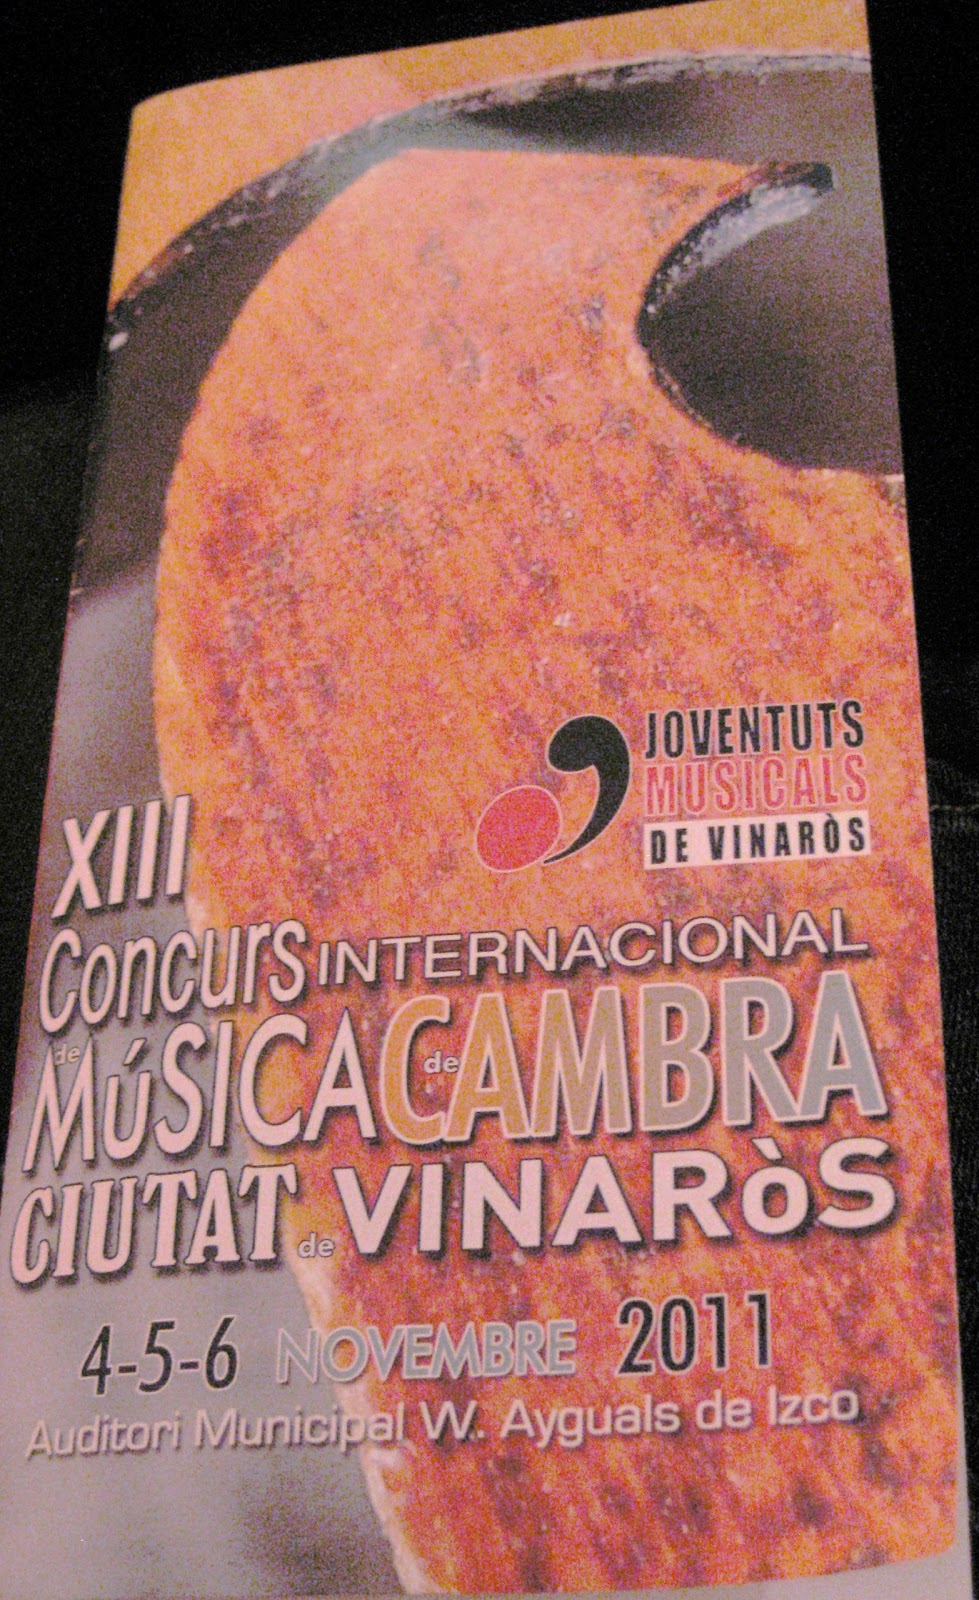 JOVENTUTS
MUSICALS
DE VINARÒS
XIII
Concurs INTERNACIONAL
de MúSICA de CAMBRA
CIUTAT de VINARòS
4-5-6 NOVEMBRE 2011
Auditori Municipal W. Ayguals de Izco